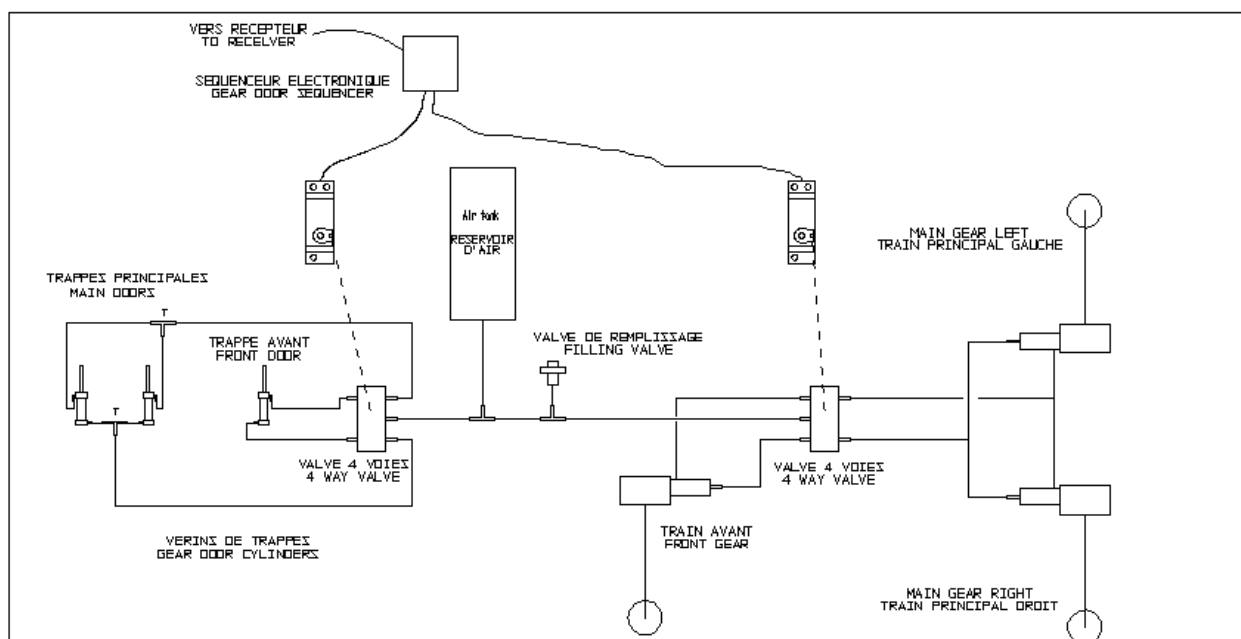 VERS RECEPTEUR
TO RECELVER
SEQUENCEUR ELECTRONIQUE
GEAR DOOR SEQUENCER
Air tank
RESERVOIR
D'AIR
MAIN GEAR LEFT
TRAIN PRINCIPAL GAUCHE
TRAPPES PRINCIPALES
MAIN DOORS
T
TRAPPE AVANT
FRONT DOOR
VALVE DE REMPLISSAGE
FILLING VALVE
T
VALVE 4 VOIES
4 WAY VALVE
VALVE 4 VOIES
4 WAY VALVE
VERINS DE TRAPPES
GEAR DOOR CYLINDERS
TRAIN AVANT
FRONT GEAR
MAIN GEAR RIGHT
TRAIN PRINCIPAL DROIT